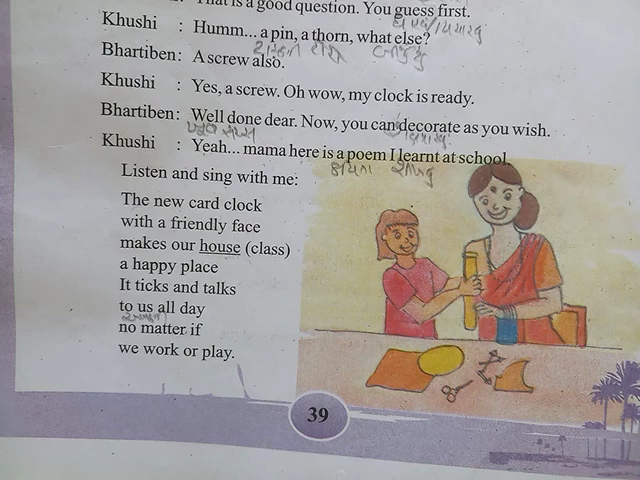 That is a good question. You guess first.
Khushi : Humm... a pin, a thorn, what else?
Bhartiben: A screw also.
Khushi : Yes, a screw. Oh wow, my clock is ready.
Bhartiben: Well done dear. Now, you can decorate as you wish.
Khushi : Yeah... mama here is a poem I learnt at school.
Listen and sing with me:
The new card clock
with a friendly face
makes our house (class)
a happy place
It ticks and talks
to us all day
no matter if
we work or play.
39